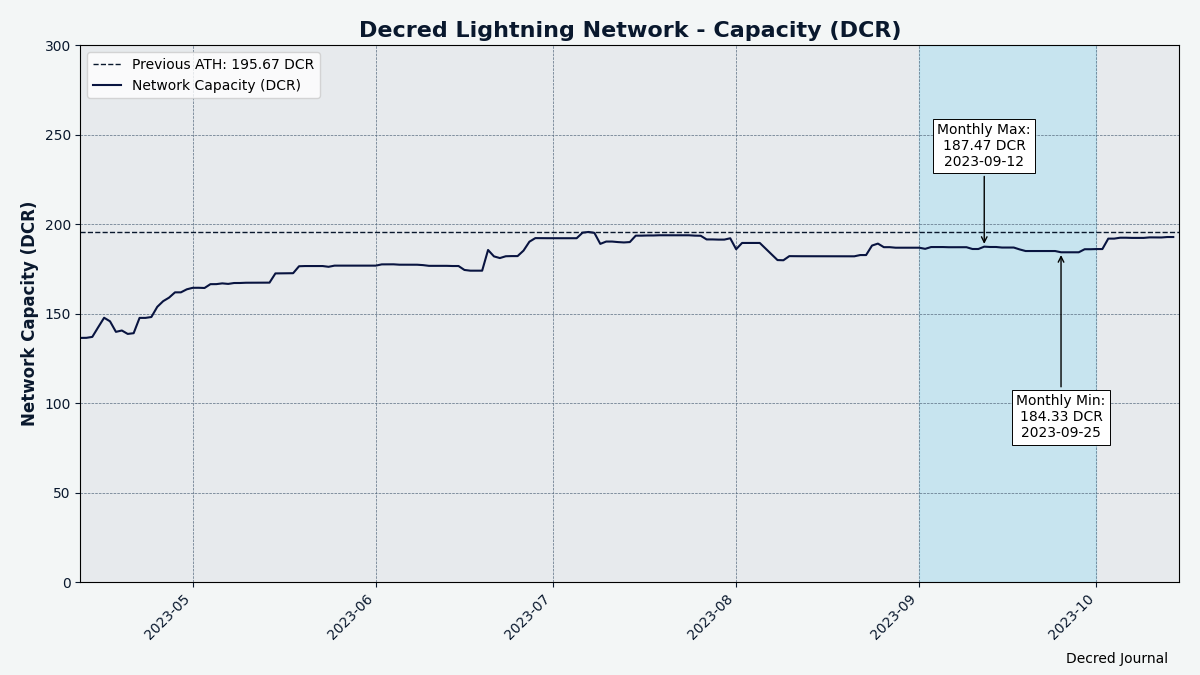 Decred Lightning Network - Capacity (DCR)
Previous ATH: 195.67 DCR
Network Capacity (DCR)
Network Capacity (DCR)
300
250
200
150
100
50
0
Monthly Max:
187.47 DCR
2023-09-12
Monthly Min:
184.33 DCR
2023-09-25
2023-05
2023-06
2023-07
2023-08
2023-09
2023-10
Decred Journal